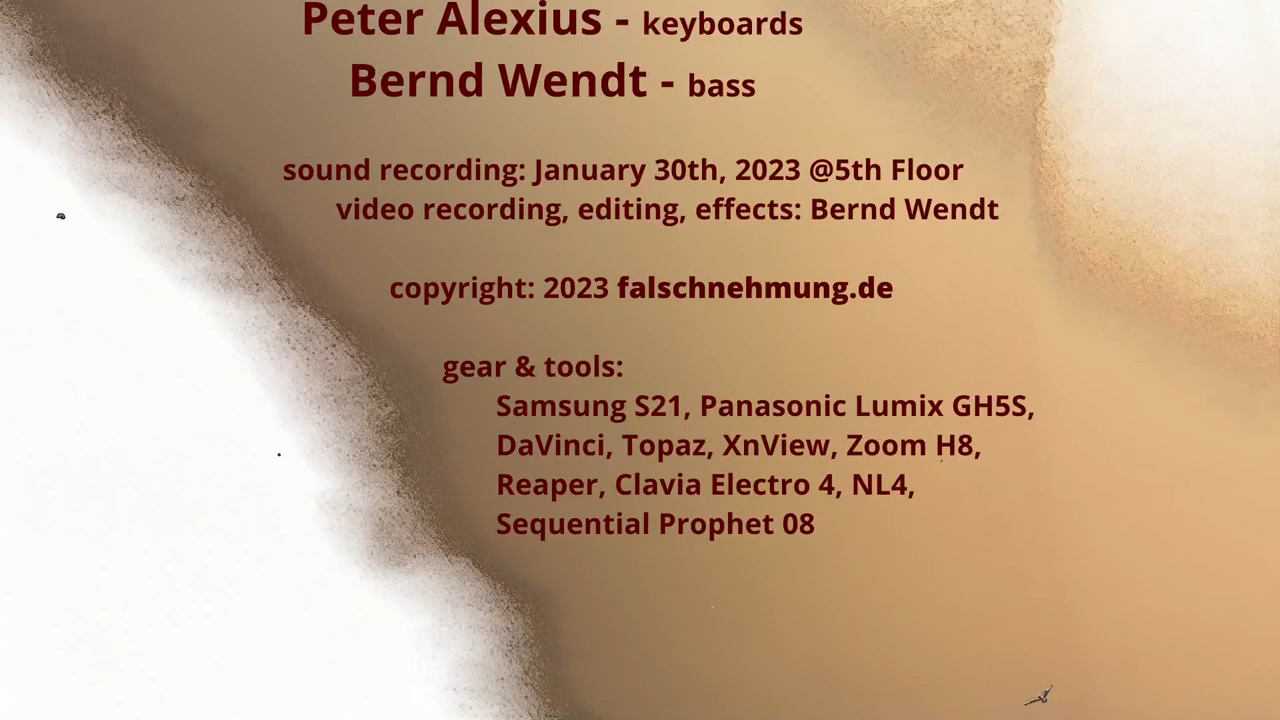 Peter Alexius - keyboards
Bernd Wendt - bass
sound recording: January 30th, 2023 @5th Floor
video recording, editing, effects: Bernd Wendt
copyright: 2023 falschnehmung.de
gear & tools:
Samsung S21, Panasonic Lumix GH5S,
DaVinci, Topaz, XnView, Zoom H8,
Reaper, Clavia Electro 4, NL4,
Sequential Prophet 08